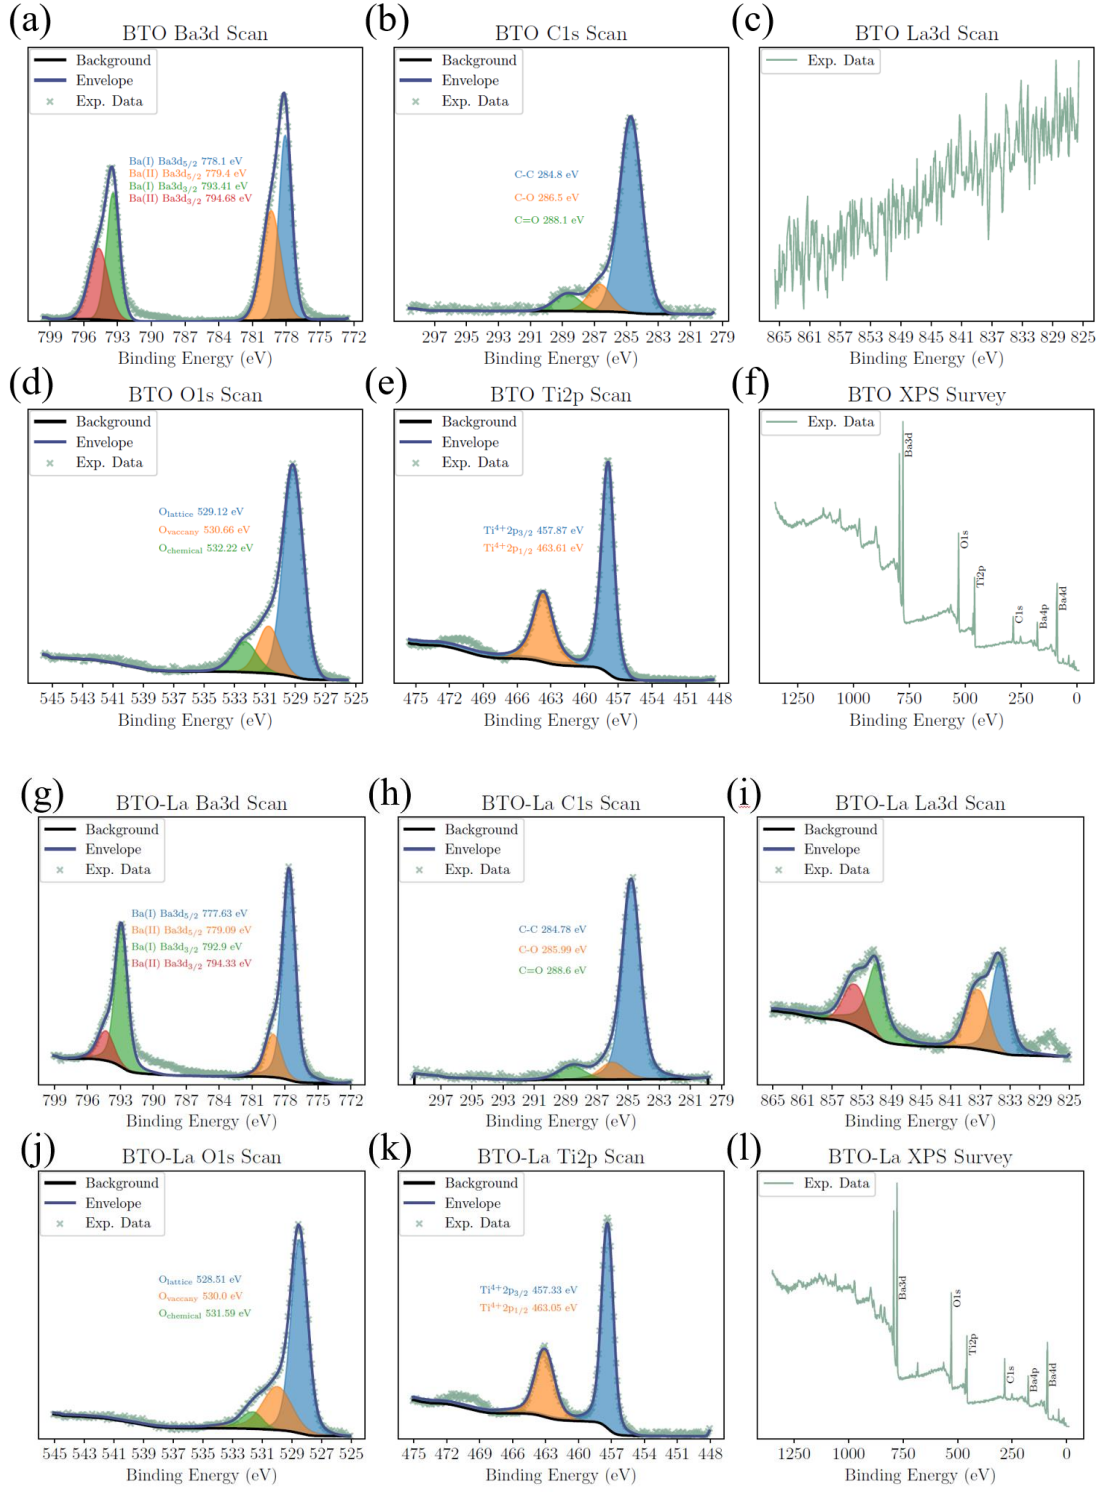 (a)
BTO Ba3d Scan
Background
Envelope
Exp. Data
Ba(I) Ba3d5/2 778.1 eV
Ba(II) Ba3d5/2 779.4 eV
Ba(I) Ba3d3/2 793.41 eV
Ba(II) Ba3d3/2 794.68 eV
799 796 793 790 787 784 781 778 775 772
Binding Energy (eV)
(b)
BTO C1s Scan
Background
Envelope
Exp. Data
C-C 284.8 eV
C-O 286.5 eV
C=O 288.1 eV
297 295 293 291 289 287 285 283 281 279
Binding Energy (eV)
(c)
BTO La3d Scan
Exp. Data
865 861 857 853 849 845 841 837 833 829 825
Binding Energy (eV)
(d)
BTO O1s Scan
Background
Envelope
Exp. Data
Olattice 529.12 eV
Ovaccany 530.66 eV
Ochemical 532.22 eV
545 543 541 539 537 535 533 531 529 527 525
Binding Energy (eV)
(e)
BTO Ti2p Scan
Background
Envelope
Exp. Data
Ti4+2p3/2 457.87 eV
Ti4+2p1/2 463.61 eV
475 472 469 466 463 460 457 454 451 448
Binding Energy (eV)
(f)
BTO XPS Survey
Exp. Data
Ba3d
O1s
Ti2p
C1s
Ba4p
Ba4d
1250 1000 750 500 250 0
Binding Energy (eV)
(g)
BTO-La Ba3d Scan
Background
Envelope
Exp. Data
Ba(I) Ba3d5/2 777.63 eV
Ba(II) Ba3d5/2 779.09 eV
Ba(I) Ba3d3/2 792.9 eV
Ba(II) Ba3d3/2 794.33 eV
799 796 793 790 787 784 781 778 775 772
Binding Energy (eV)
(h)
BTO-La C1s Scan
Background
Envelope
Exp. Data
C-C 284.78 eV
C-O 285.99 eV
C=O 288.6 eV
297 295 293 291 289 287 285 283 281 279
Binding Energy (eV)
(i)
BTO-La La3d Scan
Background
Envelope
Exp. Data
865 861 857 853 849 845 841 837 833 829 825
Binding Energy (eV)
(j)
BTO-La O1s Scan
Background
Envelope
Exp. Data
Olattice 528.51 eV
Ovaccany 530.0 eV
Ochemical 531.59 eV
545 543 541 539 537 535 533 531 529 527 525
Binding Energy (eV)
(k)
BTO-La Ti2p Scan
Background
Envelope
Exp. Data
Ti4+2p3/2 457.33 eV
Ti4+2p1/2 463.05 eV
475 472 469 466 463 460 457 454 451 448
Binding Energy (eV)
(l)
BTO-La XPS Survey
Exp. Data
Ba3d
O1s
Ti2p
C1s
Ba4p
Ba4d
1250 1000 750 500 250 0
Binding Energy (eV)